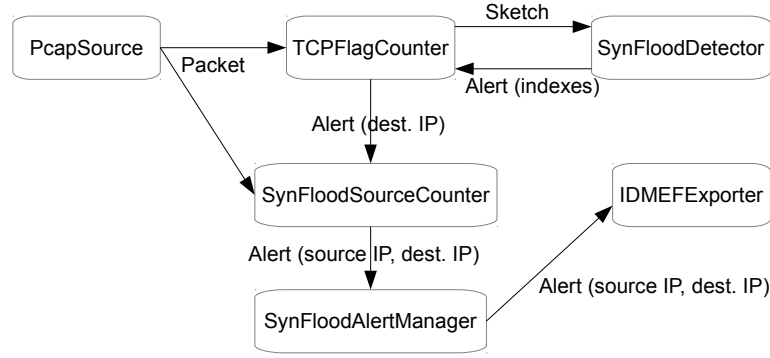 Sketch
PcapSource
TCPFlagCounter
SynFloodDetector
Packet
Alert (indexes)
Alert (dest. IP)
SynFloodSourceCounter
IDMEFExporter
Alert (source IP, dest. IP)
Alert (source IP, dest. IP)
SynFloodAlertManager